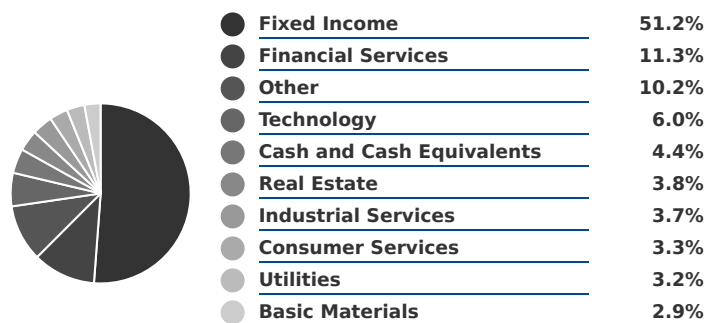 Fixed Income 51.2%
Financial Services 11.3%
Other 10.2%
Technology 6.0%
Cash and Cash Equivalents 4.4%
Real Estate 3.8%
Industrial Services 3.7%
Consumer Services 3.3%
Utilities 3.2%
Basic Materials 2.9%